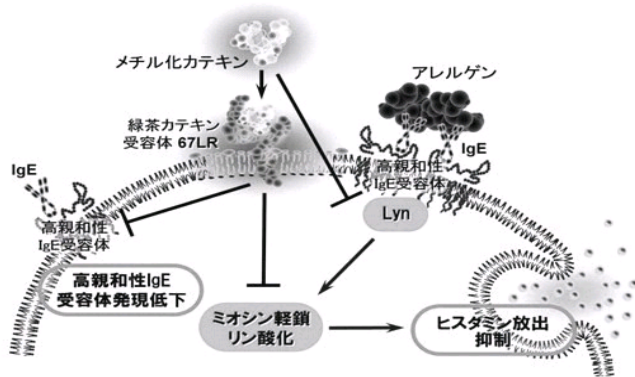 メチル化カテキン
アレルゲン
緑茶カテキン
受容体 67LR
IgE
IgE
高親和性
IgE受容体
高親和性
IgE受容体
Lyn
高親和性IgE
受容体発現低下
ミオシン軽鎖
リン酸化
ヒスタミン放出
抑制